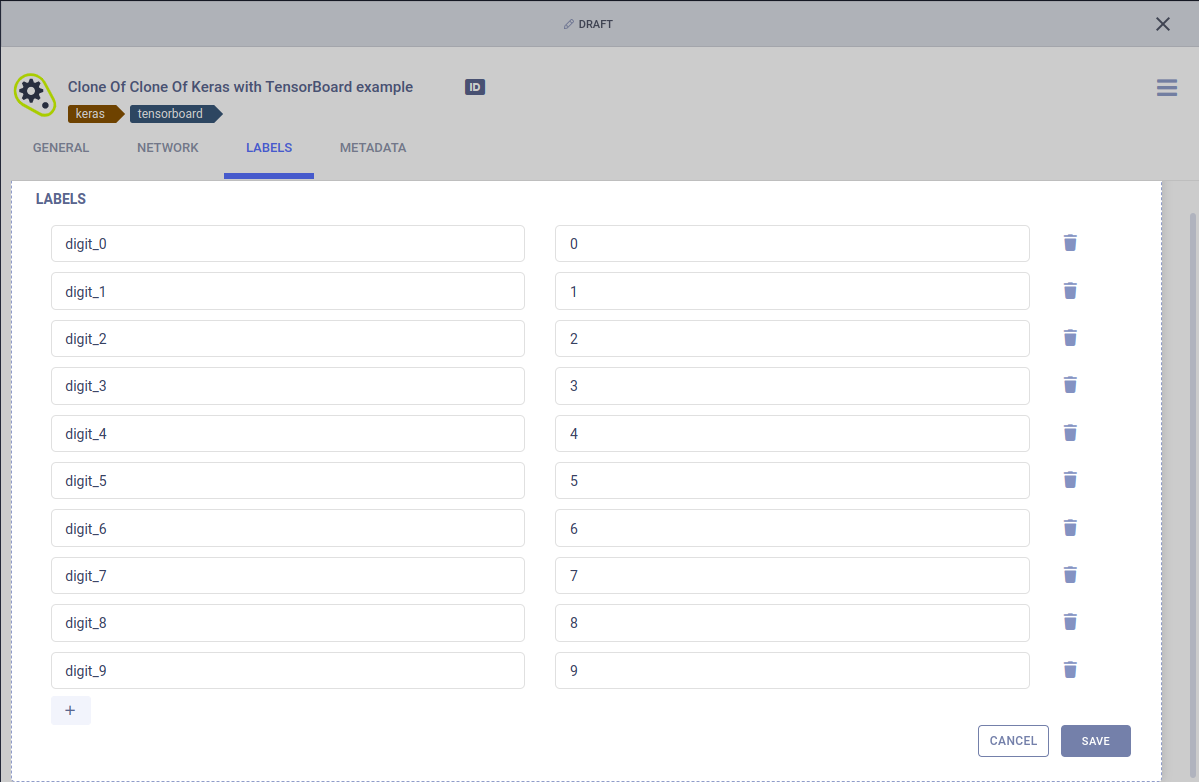 DRAFT
Clone Of Clone Of Keras with TensorBoard example ID
keras tensorboard
GENERAL NETWORK LABELS METADATA
LABELS
digit_0 0
digit_1 1
digit_2 2
digit_3 3
digit_4 4
digit_5 5
digit_6 6
digit_7 7
digit_8 8
digit_9 9
+
CANCEL SAVE